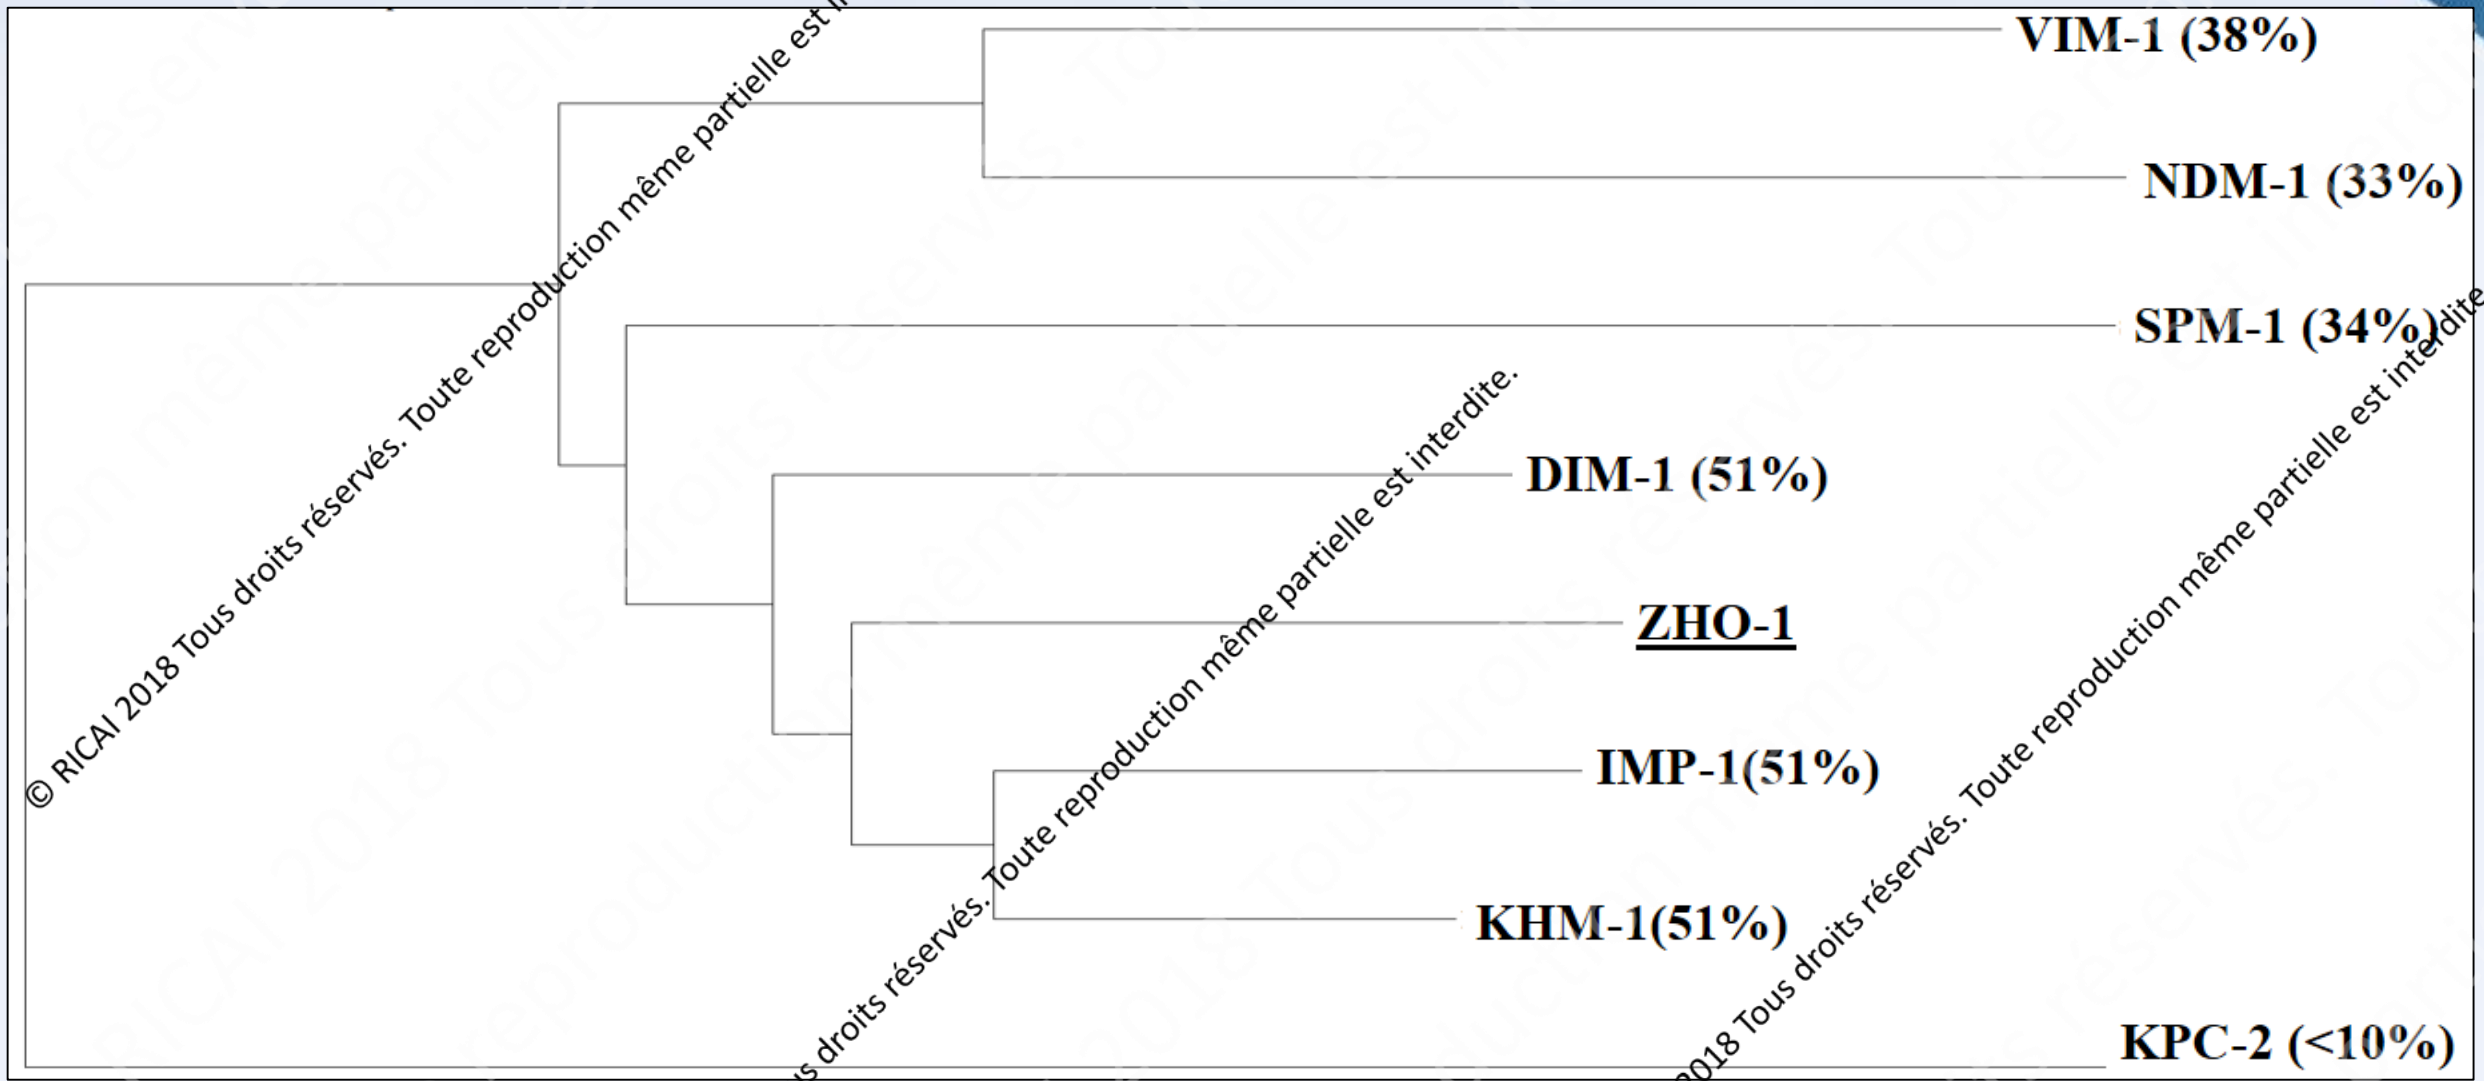 VIM-1 (38%)
NDM-1 (33%)
SPM-1 (34%)
DIM-1 (51%)
ZHO-1
IMP-1(51%)
KHM-1(51%)
KPC-2 (<10%)
© RICAI 2018 Tous droits réservés. Toute reproduction même partielle est
droits réservés. Toute reproduction même partielle est interdite.
2018 Tous droits réservés. Toute reproduction même partielle est interdite